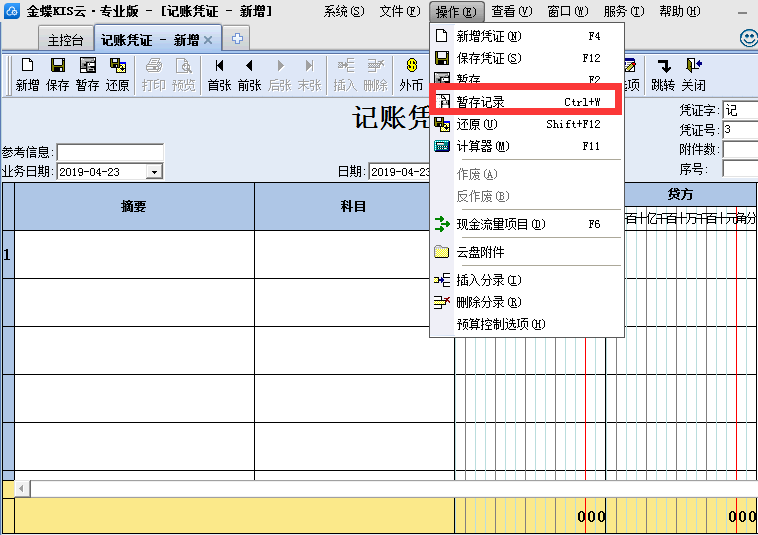 金蝶KIS云·专业版 - [记账凭证 - 新增]
系统(S) 文件(F) 操作(E) 查看(V) 窗口(W) 服务(T) 帮助(H)
主控台 记账凭证 - 新增
新增 保存 暂存 还原 打印 预览 首张 前张 后张 末张 插入 删除 外币 跳转 关闭
新增凭证(N) F4
保存凭证(S) F12
暂存 F2
暂存记录 Ctrl+W
还原(U) Shift+F12
计算器(M) F11
作废(A)
反作废(B)
现金流量项目(D) F6
云盘附件
插入分录(I)
删除分录(R)
预算控制选项(H)
记账凭
凭证字: 记
凭证号: 3
附件数:
序号:
参考信息:
业务日期: 2019-04-23
日期: 2019-04-23
摘要 科目 贷方
百十亿千百十万千百十元角分
1
000 000